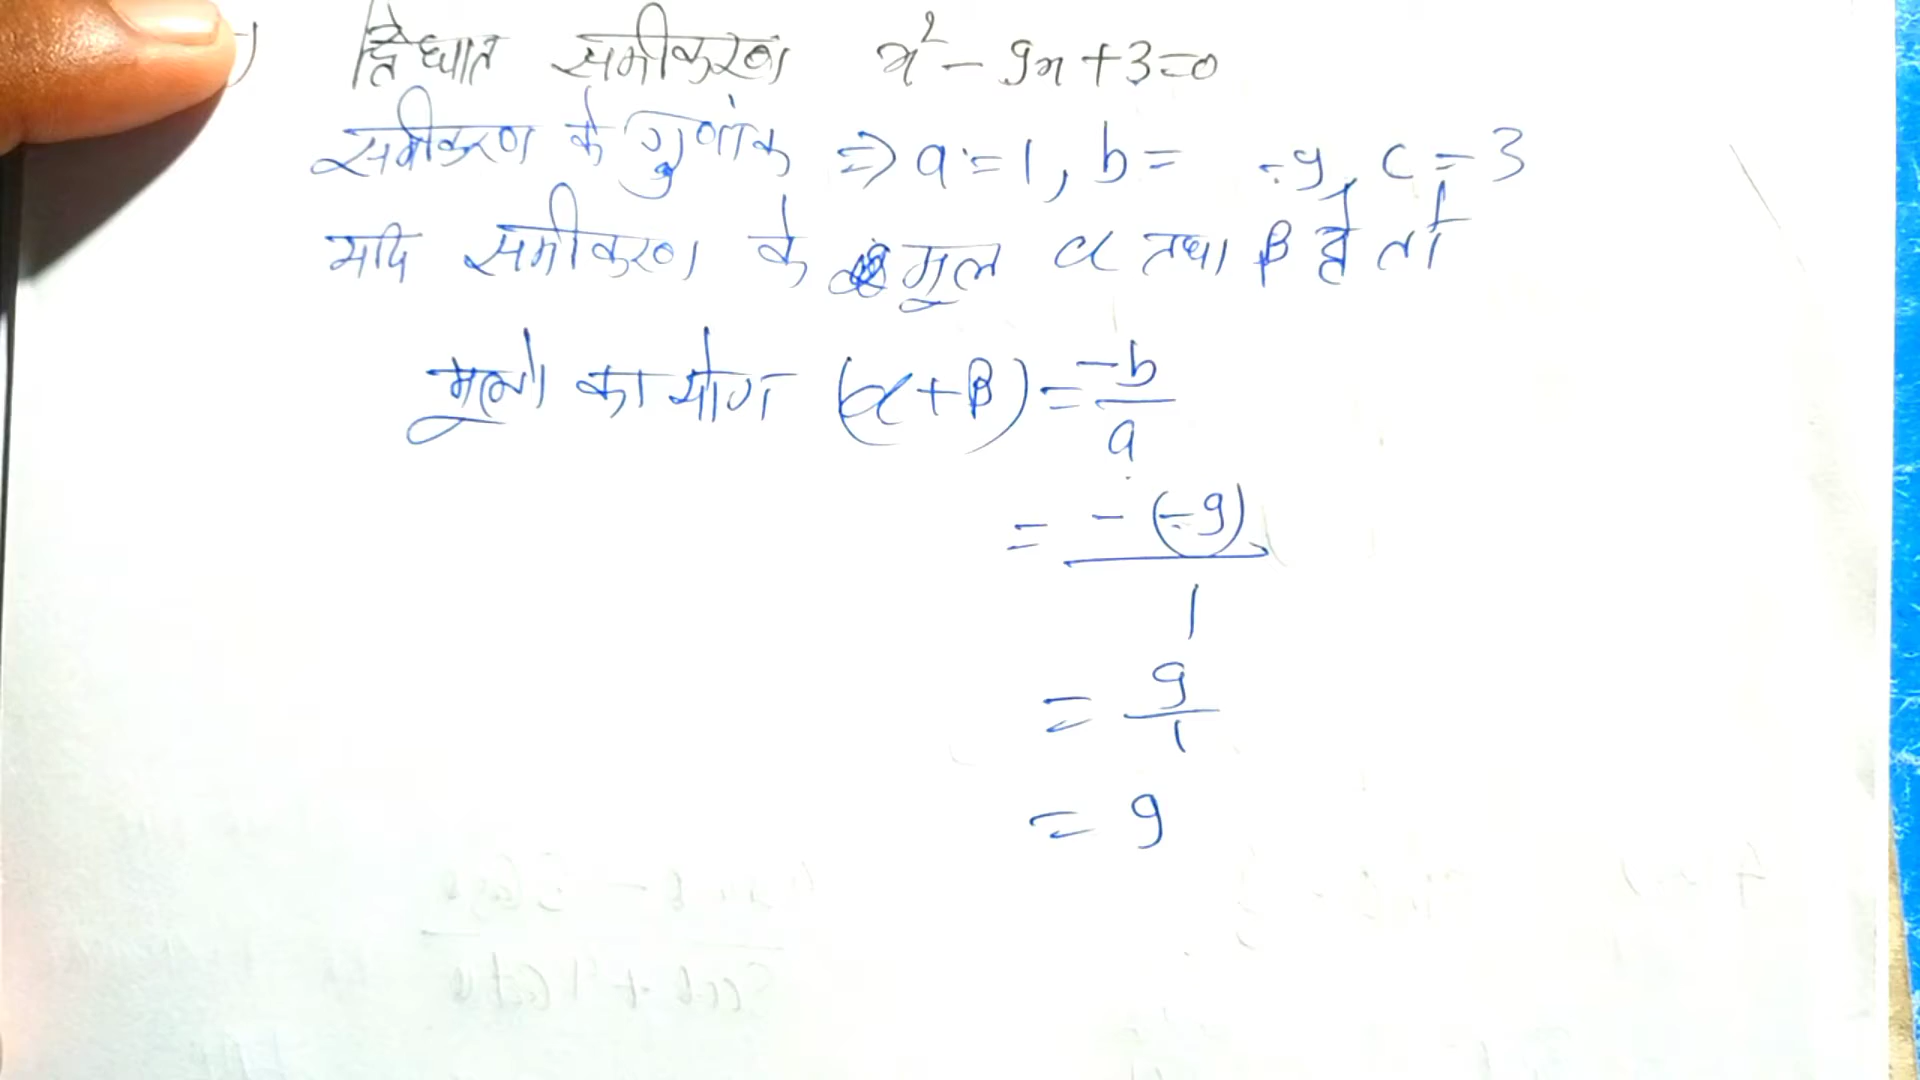 द्विघात समीकरण x² - 9x + 3 = 0
समीकरण के गुणांक ⇒ a = 1, b = -9, c = 3
यदि समीकरण के मूल α तथा β है तो
मूलों का योग (α + β) = -b/a
= -(-9)/1
= 9/1
= 9